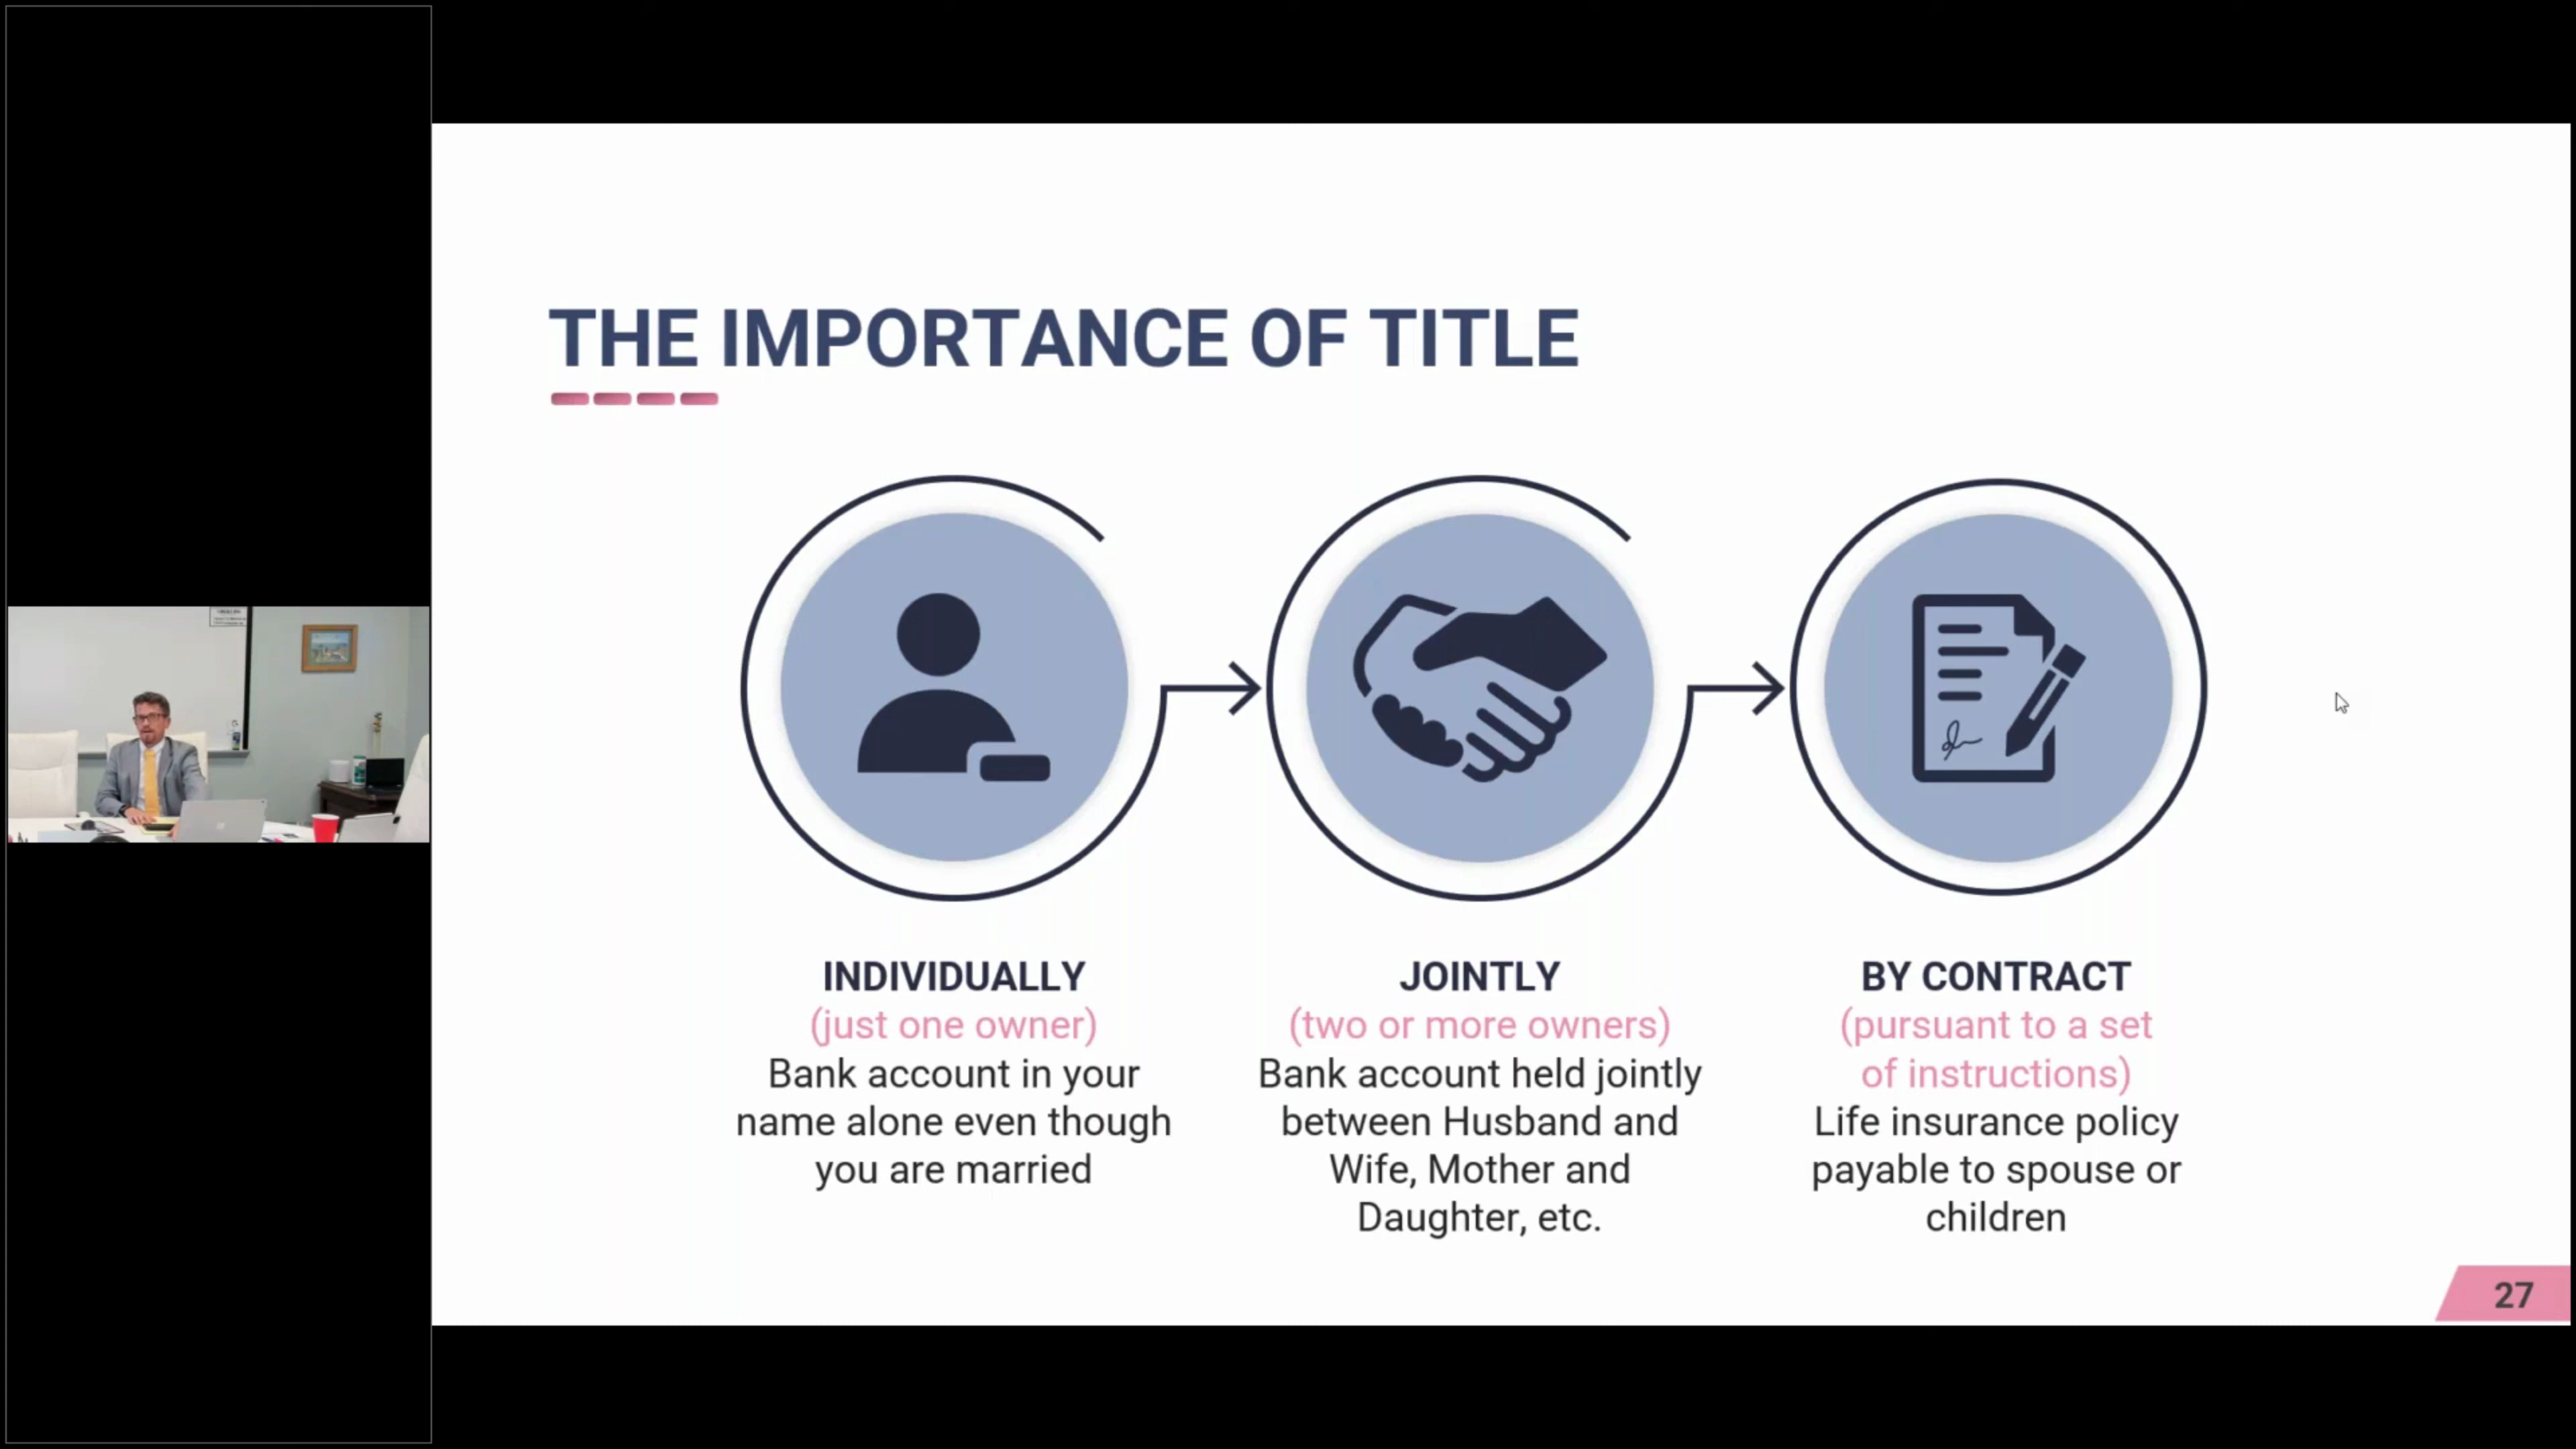 THE IMPORTANCE OF TITLE
INDIVIDUALLY
(just one owner)
Bank account in your
name alone even though
you are married
JOINTLY
(two or more owners)
Bank account held jointly
between Husband and
Wife, Mother and
Daughter, etc.
BY CONTRACT
(pursuant to a set
of instructions)
Life insurance policy
payable to spouse or
children
27